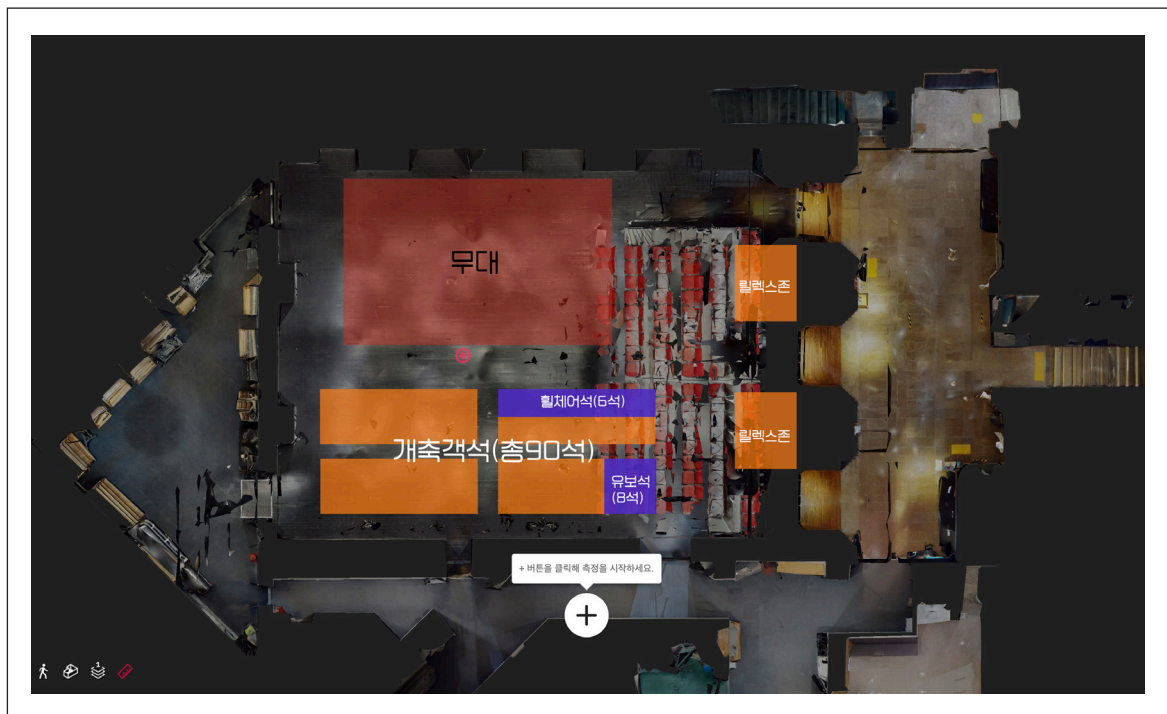 무대
릴렉스존
휠체어석(6석)
개축객석(총90석)
릴렉스존
유보석
(8석)
+ 버튼을 클릭해 측정을 시작하세요.
1